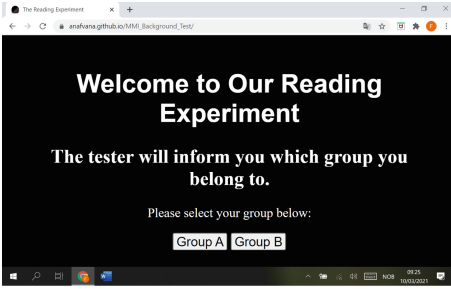 The Reading Experiment
anafvana.github.io/MMI_Background_Test/
Welcome to Our Reading
Experiment
The tester will inform you which group you
belong to.
Please select your group below:
Group A Group B
NOB 09:25
10/03/2021